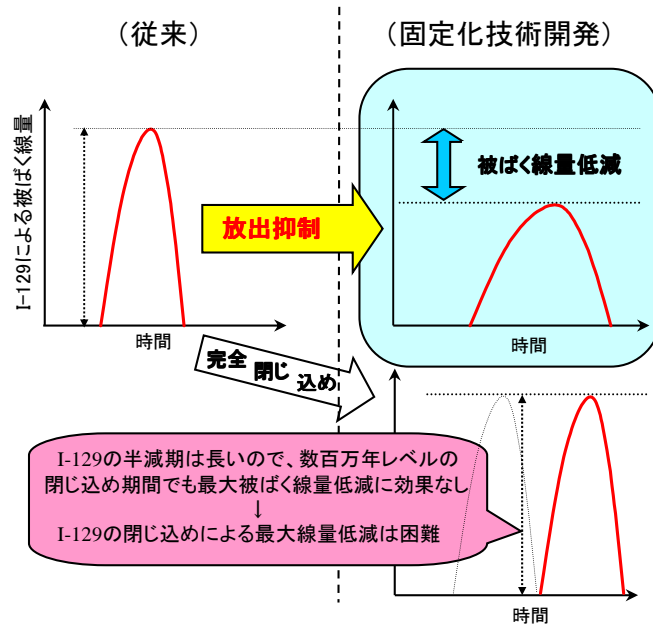 （従来）
（固定化技術開発）
I-129による被ばく線量
被ばく線量低減
放出抑制
時間
時間
完全 閉じ 込め
I-129の半減期は長いので、数百万年レベルの
閉じ込め期間でも最大被ばく線量低減に効果なし
↓
I-129の閉じ込めによる最大線量低減は困難
時間